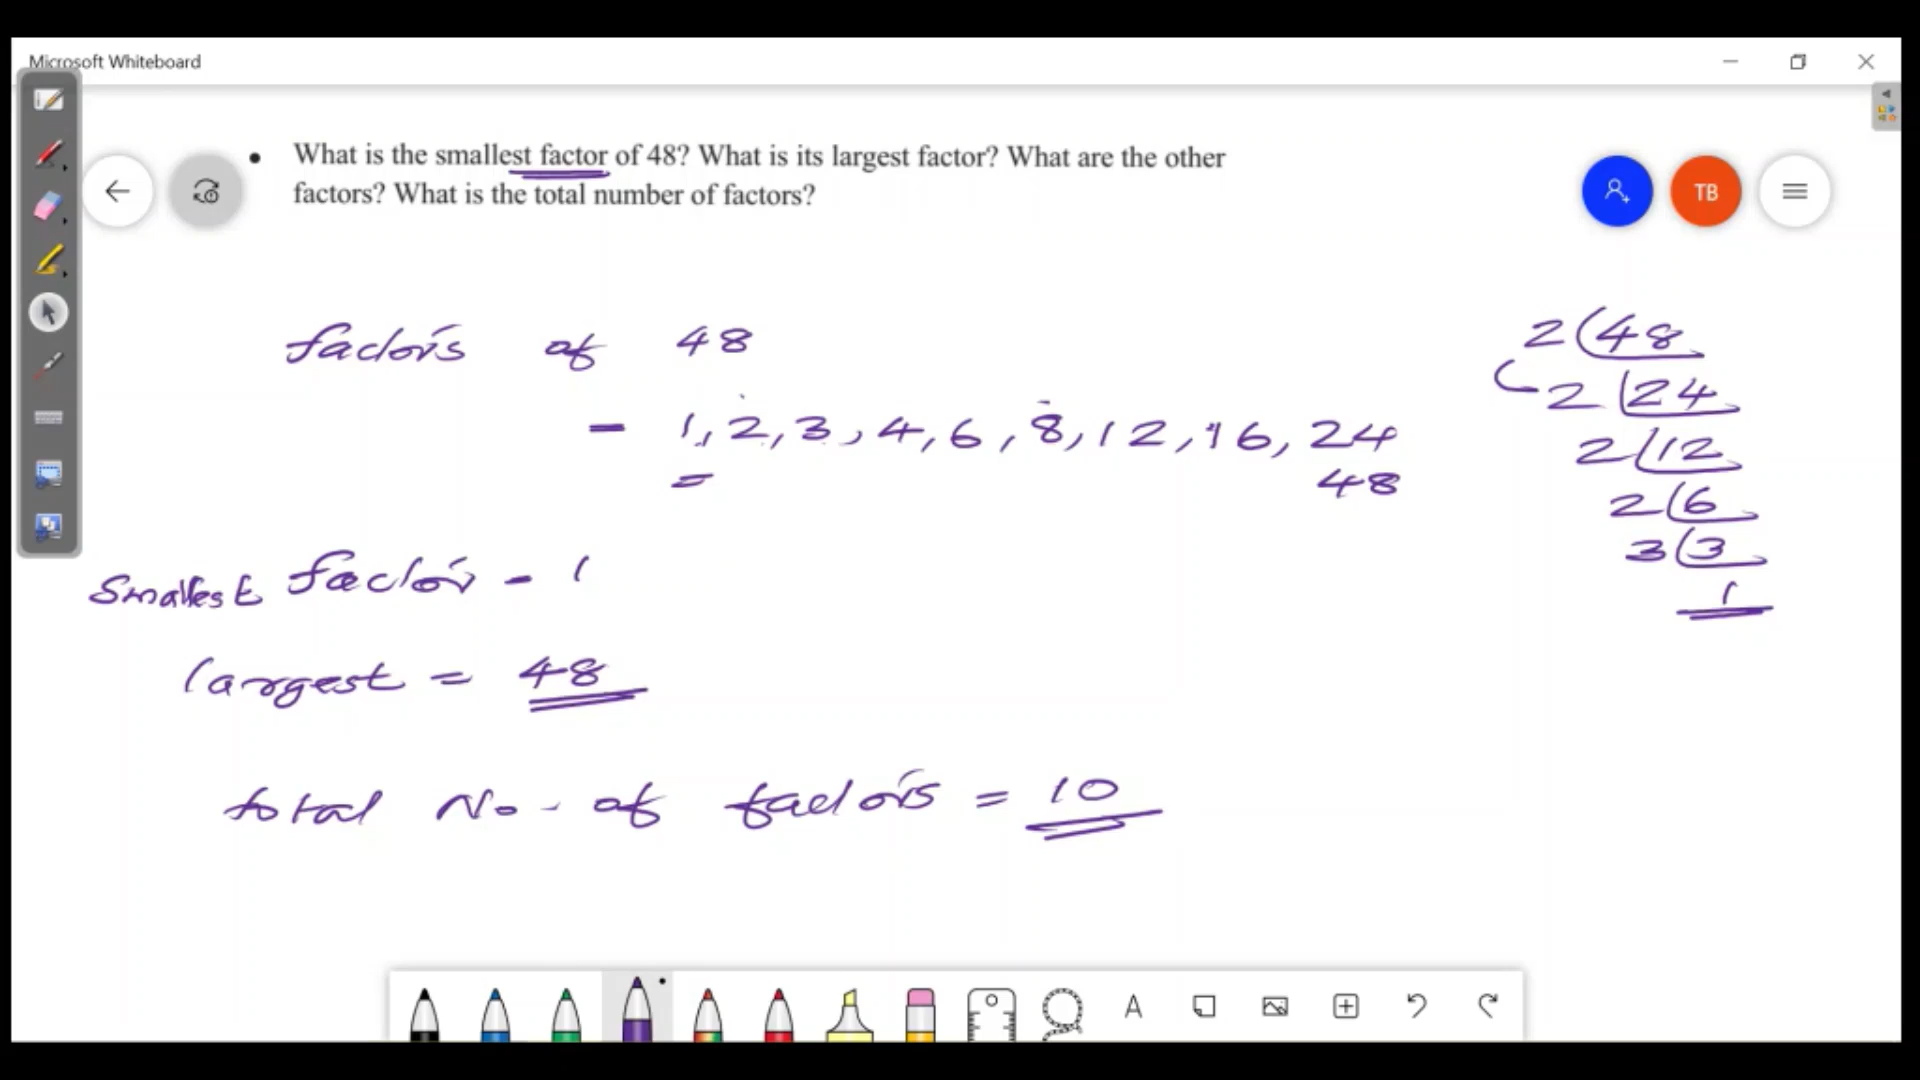 Microsoft Whiteboard
• What is the smallest factor of 48? What is its largest factor? What are the other
factors? What is the total number of factors?
TB
factors of 48
- 1, 2, 3, 4, 6, 8, 12, 16, 24
= 48
Smallest factor - 1
largest = 48
total No. of factors = 10
2 48
2 24
2 12
2 6
3 3
1
A